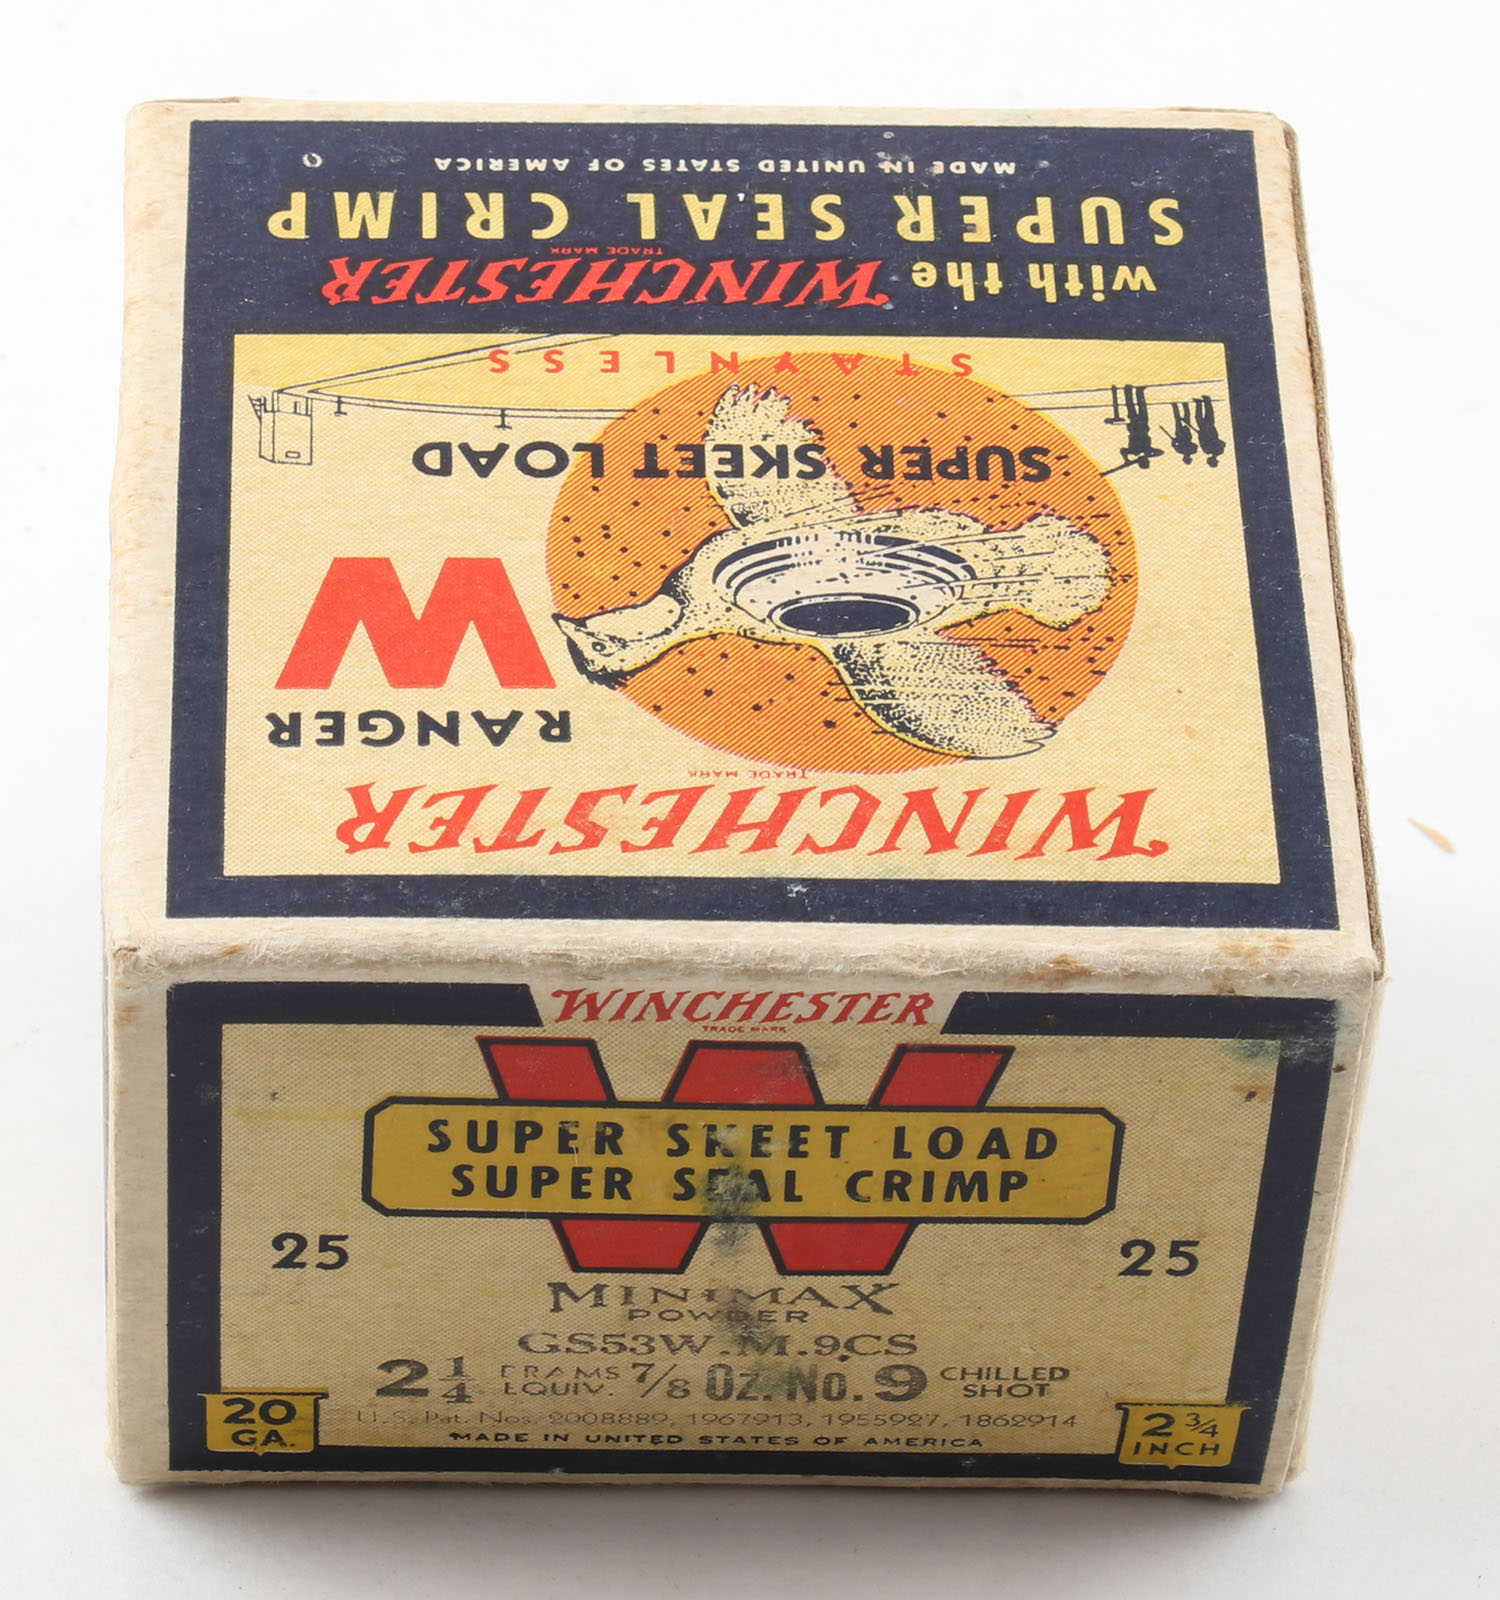 WINCHESTER
TRADE MARK
RANGER
W
SUPER SKEET LOAD
STAYNLESS
with the WINCHESTER
TRADE MARK
SUPER SEAL CRIMP
MADE IN UNITED STATES OF AMERICA
WINCHESTER
TRADE MARK
W
SUPER SKEET LOAD
SUPER SEAL CRIMP
25 25
MINIMAX
POWDER
GS53W.M.9CS
2 1/4 DRAMS EQUIV. 7/8 OZ. No. 9 CHILLED SHOT
U.S. Pat. Nos. 2008889, 1967913, 1955927, 1862914
MADE IN UNITED STATES OF AMERICA
20 GA.
2 3/4 INCH